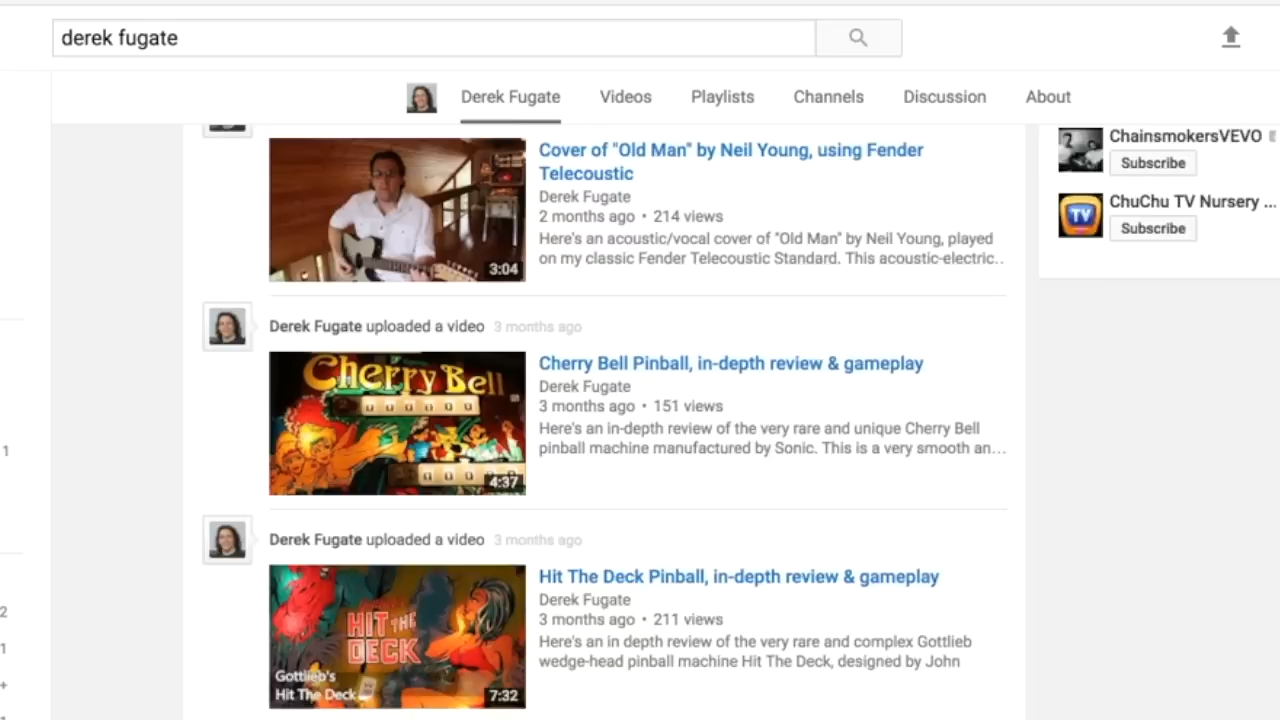 derek fugate
Derek Fugate Videos Playlists Channels Discussion About
Cover of "Old Man" by Neil Young, using Fender
Telecoustic
Derek Fugate
2 months ago • 214 views
Here's an acoustic/vocal cover of "Old Man" by Neil Young, played
on my classic Fender Telecoustic Standard. This acoustic-electric..
3:04
ChainsmokersVEVO
Subscribe
TV
ChuChu TV Nursery ...
Subscribe
Derek Fugate uploaded a video 3 months ago
Cherry Bell
4:37
Cherry Bell Pinball, in-depth review & gameplay
Derek Fugate
3 months ago • 151 views
Here's an in-depth review of the very rare and unique Cherry Bell
pinball machine manufactured by Sonic. This is a very smooth an...
Derek Fugate uploaded a video 3 months ago
HIT THE
DECK
Gottlieb's
Hit The Deck
7:32
Hit The Deck Pinball, in-depth review & gameplay
Derek Fugate
3 months ago • 211 views
Here's an in depth review of the very rare and complex Gottlieb
wedge-head pinball machine Hit The Deck, designed by John
1
2
1
+